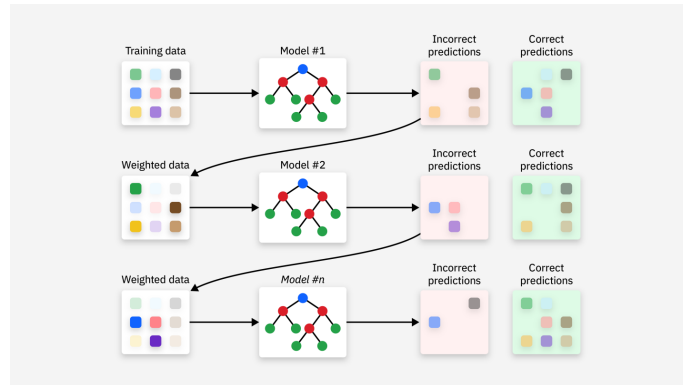 Training data
Model #1
Incorrect
predictions
Correct
predictions
Weighted data
Model #2
Incorrect
predictions
Correct
predictions
Weighted data
Model #n
Incorrect
predictions
Correct
predictions